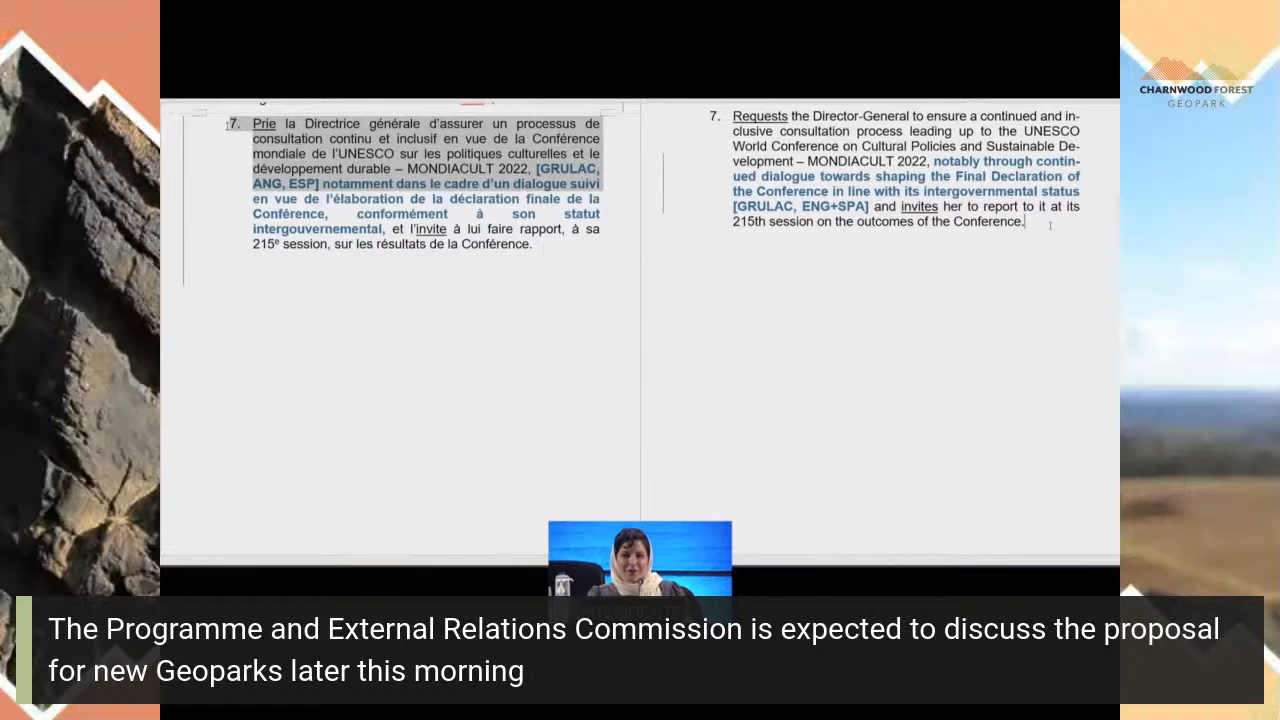 CHARNWOOD FOREST
GEOPARK
7. Prie la Directrice générale d’assurer un processus de
consultation continu et inclusif en vue de la Conférence
mondiale de l’UNESCO sur les politiques culturelles et le
développement durable – MONDIACULT 2022, [GRULAC,
ANG, ESP] notamment dans le cadre d’un dialogue suivi
en vue de l’élaboration de la déclaration finale de la
Conférence, conformément à son statut
intergouvernemental, et l’invite à lui faire rapport, à sa
215e session, sur les résultats de la Conférence.
7. Requests the Director-General to ensure a continued and in-
clusive consultation process leading up to the UNESCO
World Conference on Cultural Policies and Sustainable De-
velopment – MONDIACULT 2022, notably through contin-
ued dialogue towards shaping the Final Declaration of
the Conference in line with its intergovernmental status
[GRULAC, ENG+SPA] and invites her to report to it at its
215th session on the outcomes of the Conference.
The Programme and External Relations Commission is expected to discuss the proposal
for new Geoparks later this morning